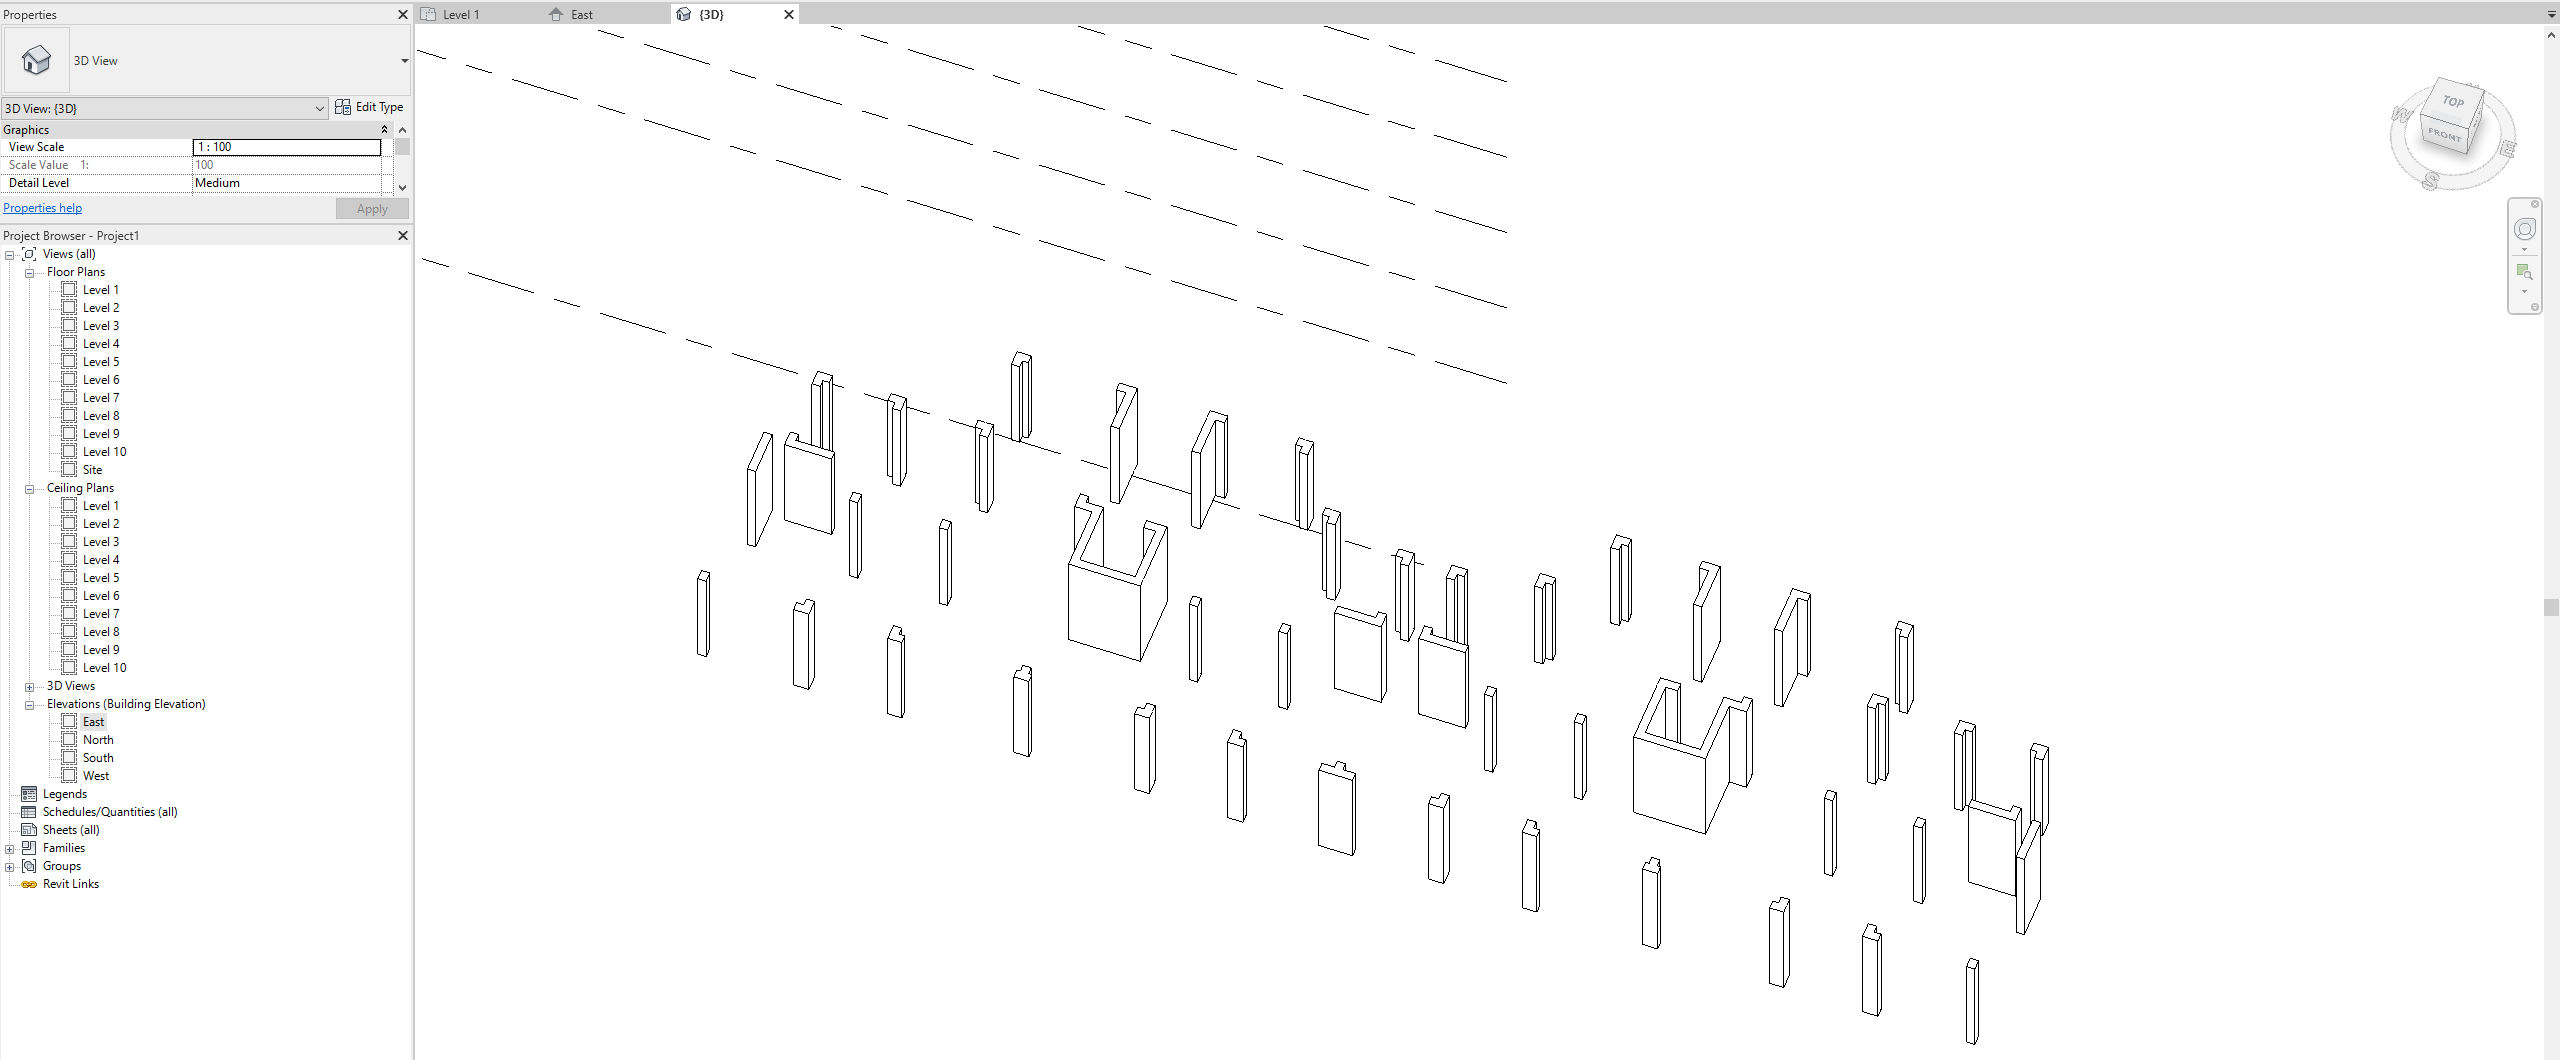 Properties
Level 1
East
{3D}
3D View
3D View: {3D}
Edit Type
Graphics
View Scale
1 : 100
Scale Value 1:
100
Detail Level
Medium
Properties help
Apply
Project Browser - Project1
Views (all)
Floor Plans
Level 1
Level 2
Level 3
Level 4
Level 5
Level 6
Level 7
Level 8
Level 9
Level 10
Site
Ceiling Plans
Level 1
Level 2
Level 3
Level 4
Level 5
Level 6
Level 7
Level 8
Level 9
Level 10
3D Views
Elevations (Building Elevation)
East
North
South
West
Legends
Schedules/Quantities (all)
Sheets (all)
Families
Groups
Revit Links
TOP
FRONT
W
S
E